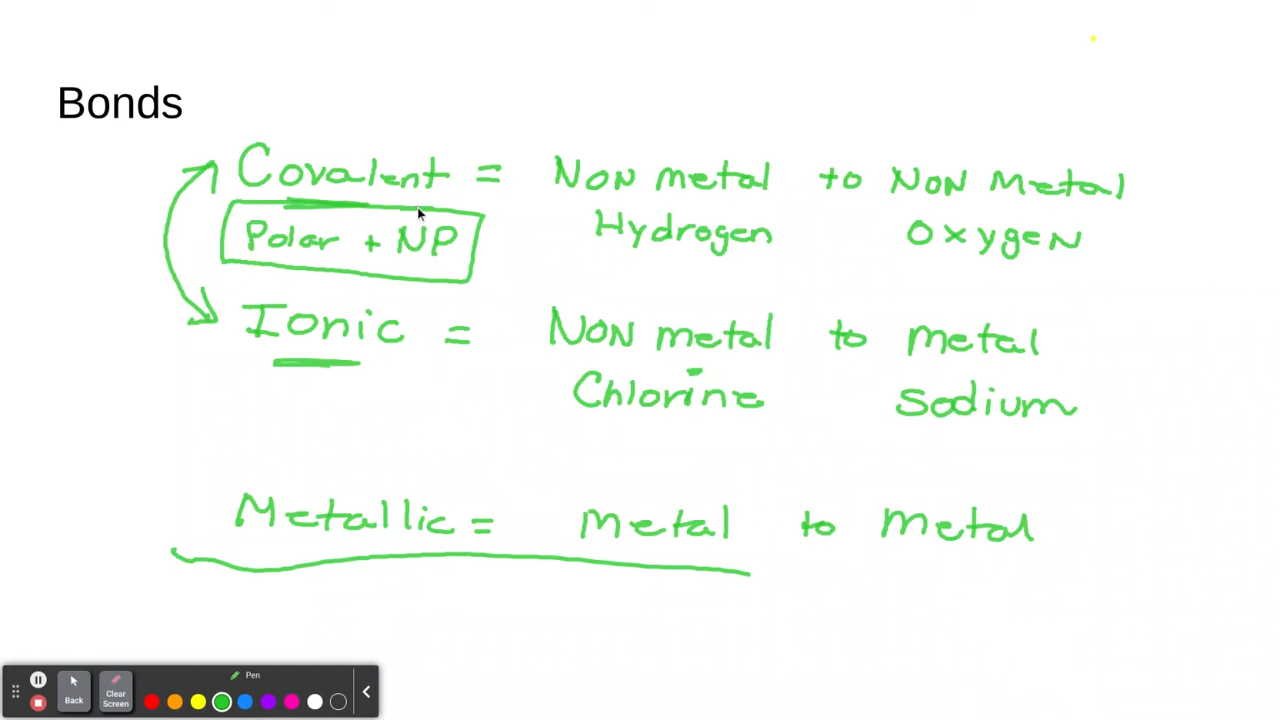 Bonds
Covalent = NoN metal to NoN Metal
Polar + NP Hydrogen OxygeN
Ionic = NoN metal to metal
Chlorine Sodium
Metallic = Metal to Metal
Pen
Back
Clear Screen